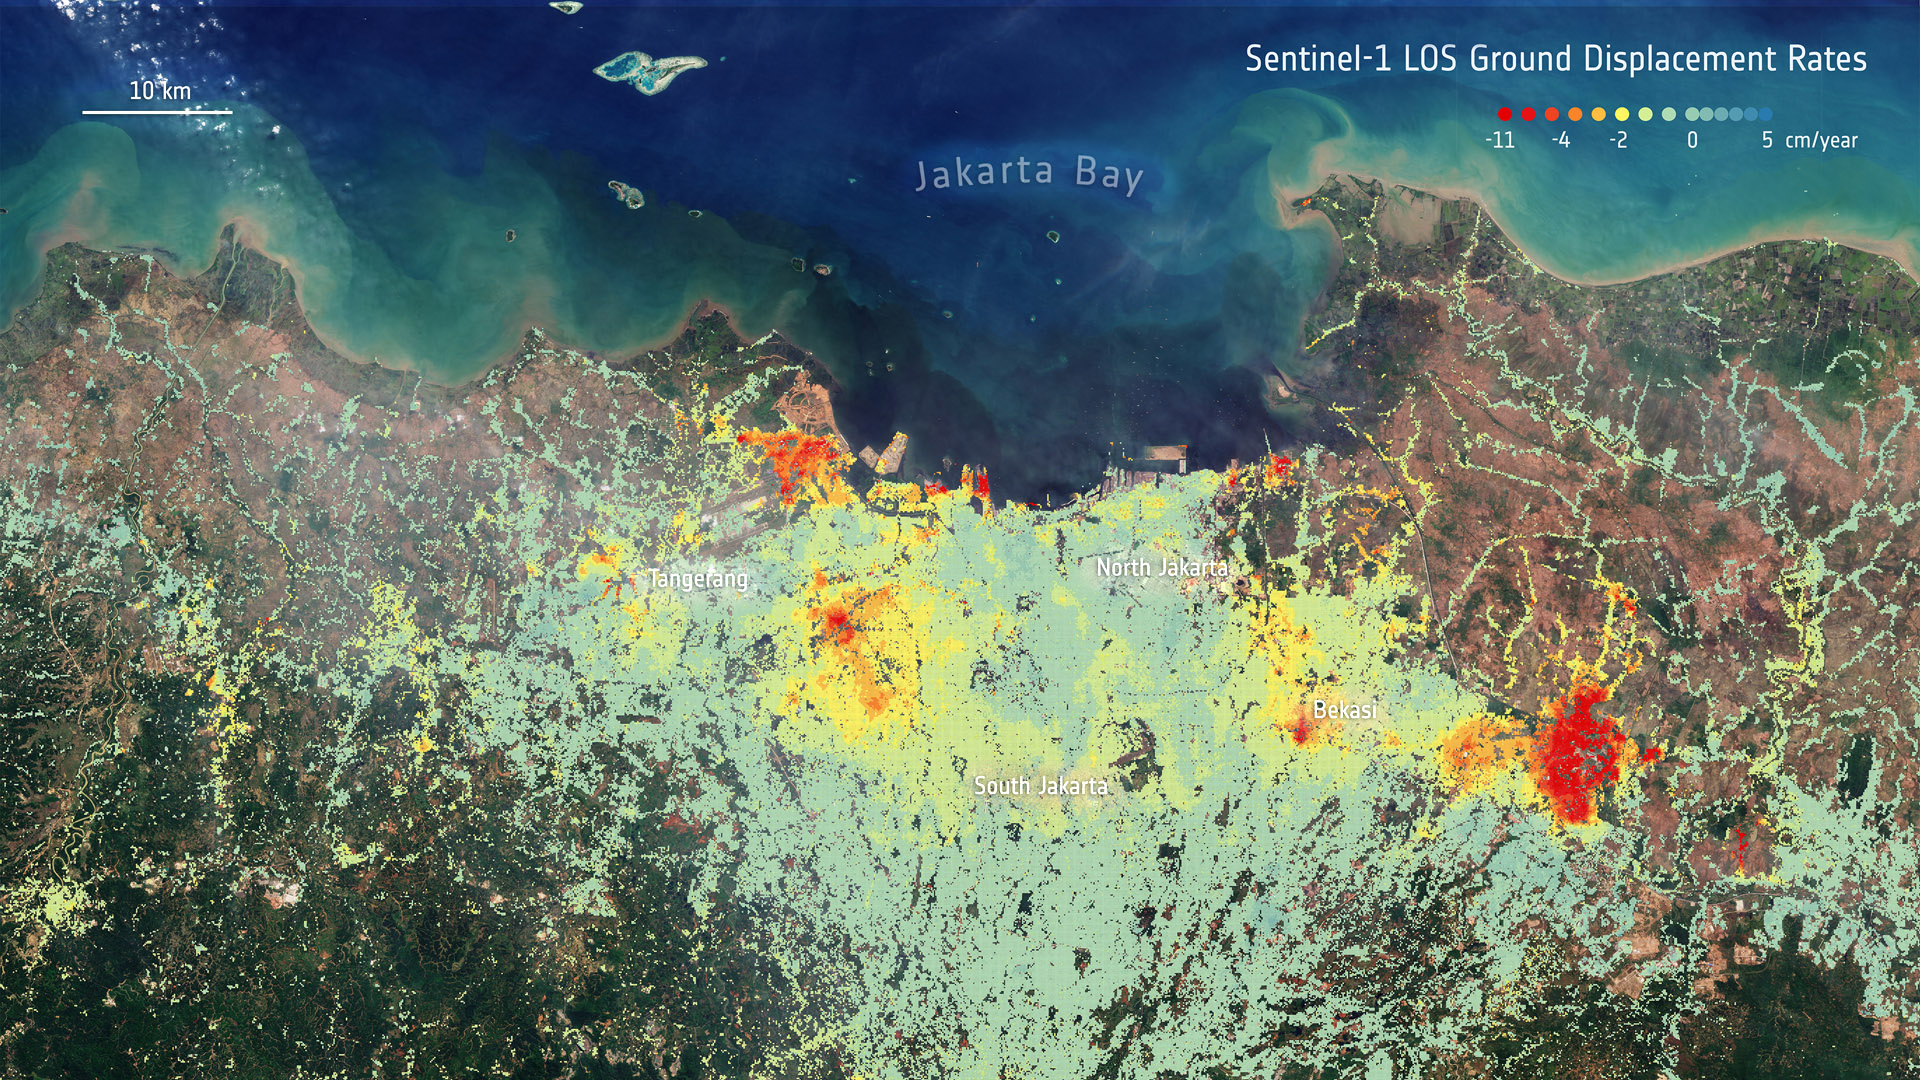 Sentinel-1 LOS Ground Displacement Rates
10 km
-11 -4 -2 0 5 cm/year
Jakarta Bay
North Jakarta
Tangerang
Bekasi
South Jakarta